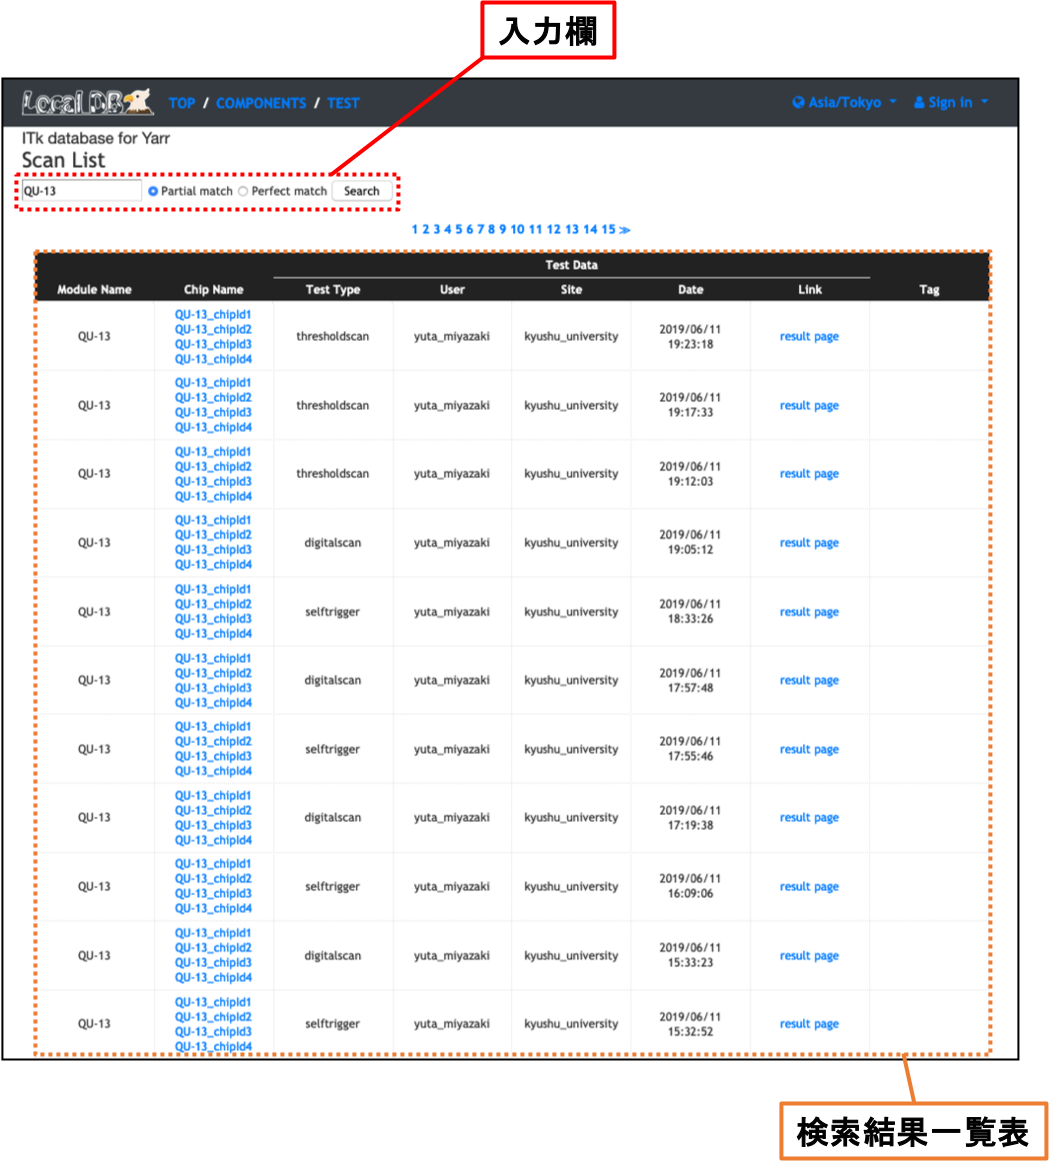 入力欄
Local DB TOP / COMPONENTS / TEST Asia/Tokyo Sign in
ITk database for Yarr
Scan List
QU-13 Partial match Perfect match Search
1 2 3 4 5 6 7 8 9 10 11 12 13 14 15 ≫
Test Data
Module Name Chip Name Test Type User Site Date Link Tag
QU-13_chipId1
QU-13_chipId2
QU-13_chipId3
QU-13_chipId4
QU-13 thresholdscan yuta_miyazaki kyushu_university 2019/06/11 19:23:18 result page
QU-13_chipId1
QU-13_chipId2
QU-13_chipId3
QU-13_chipId4
QU-13 thresholdscan yuta_miyazaki kyushu_university 2019/06/11 19:17:33 result page
QU-13_chipId1
QU-13_chipId2
QU-13_chipId3
QU-13_chipId4
QU-13 thresholdscan yuta_miyazaki kyushu_university 2019/06/11 19:12:03 result page
QU-13_chipId1
QU-13_chipId2
QU-13_chipId3
QU-13_chipId4
QU-13 digitalscan yuta_miyazaki kyushu_university 2019/06/11 19:05:12 result page
QU-13_chipId1
QU-13_chipId2
QU-13_chipId3
QU-13_chipId4
QU-13 selftrigger yuta_miyazaki kyushu_university 2019/06/11 18:33:26 result page
QU-13_chipId1
QU-13_chipId2
QU-13_chipId3
QU-13_chipId4
QU-13 digitalscan yuta_miyazaki kyushu_university 2019/06/11 17:57:48 result page
QU-13_chipId1
QU-13_chipId2
QU-13_chipId3
QU-13_chipId4
QU-13 selftrigger yuta_miyazaki kyushu_university 2019/06/11 17:55:46 result page
QU-13_chipId1
QU-13_chipId2
QU-13_chipId3
QU-13_chipId4
QU-13 digitalscan yuta_miyazaki kyushu_university 2019/06/11 17:19:38 result page
QU-13_chipId1
QU-13_chipId2
QU-13_chipId3
QU-13_chipId4
QU-13 selftrigger yuta_miyazaki kyushu_university 2019/06/11 16:09:06 result page
QU-13_chipId1
QU-13_chipId2
QU-13_chipId3
QU-13_chipId4
QU-13 digitalscan yuta_miyazaki kyushu_university 2019/06/11 15:33:23 result page
QU-13_chipId1
QU-13_chipId2
QU-13_chipId3
QU-13_chipId4
QU-13 selftrigger yuta_miyazaki kyushu_university 2019/06/11 15:32:52 result page
検索結果一覧表